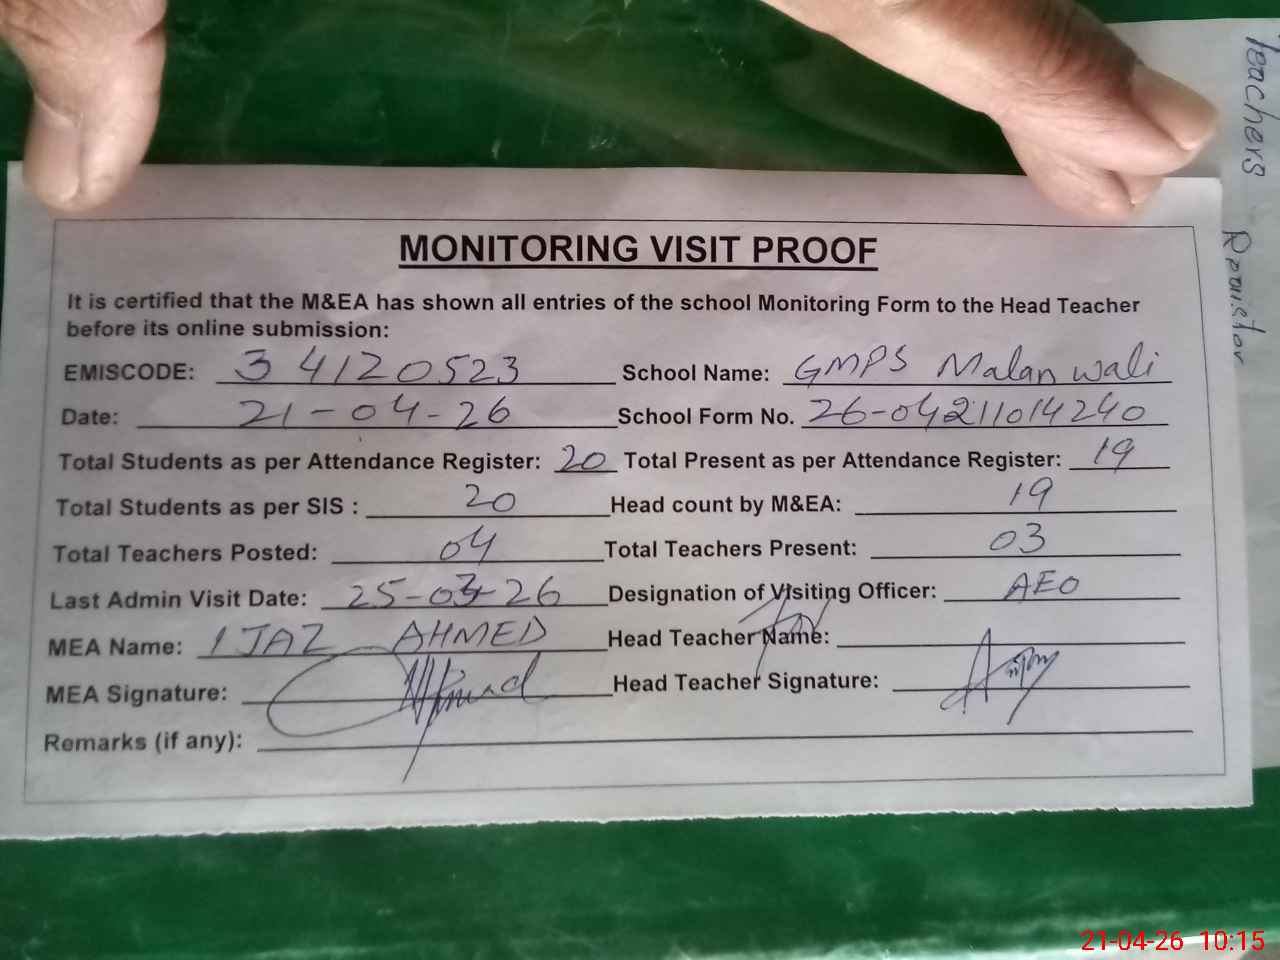 MONITORING VISIT PROOF
It is certified that the M&EA has shown all entries of the school Monitoring Form to the Head Teacher
before its online submission:
EMISCODE: 34120523 School Name: GMPS Malan wali
Date: 21-04-26 School Form No. 26-04211014240
Total Students as per Attendance Register: 20 Total Present as per Attendance Register: 19
Total Students as per SIS : 20 Head count by M&EA: 19
Total Teachers Posted: 04 Total Teachers Present: 03
Last Admin Visit Date: 25-03-26 Designation of Visiting Officer: AEO
MEA Name: IJAZ AHMED Head Teacher Name:
MEA Signature: Head Teacher Signature:
Remarks (if any):
Teachers
21-04-26 10:15